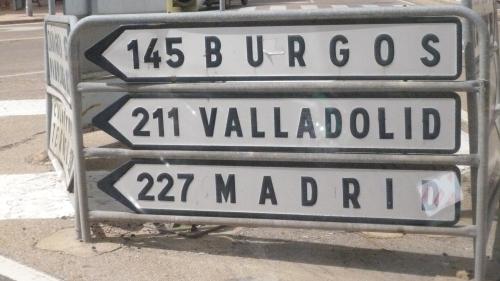 145 BURGOS
211 VALLADOLID
227 MADRID